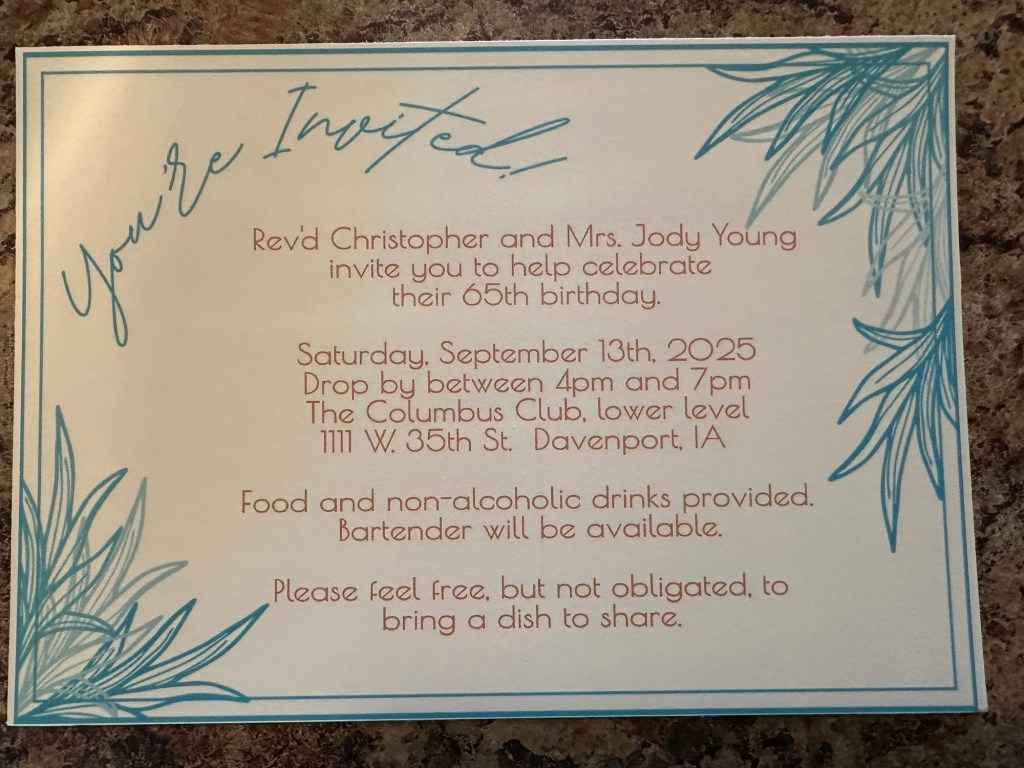 You're Invited!
Rev'd Christopher and Mrs. Jody Young
invite you to help celebrate
their 65th birthday.
Saturday, September 13th, 2025
Drop by between 4pm and 7pm
The Columbus Club, lower level
1111 W. 35th St. Davenport, IA
Food and non-alcoholic drinks provided.
Bartender will be available.
Please feel free, but not obligated, to
bring a dish to share.